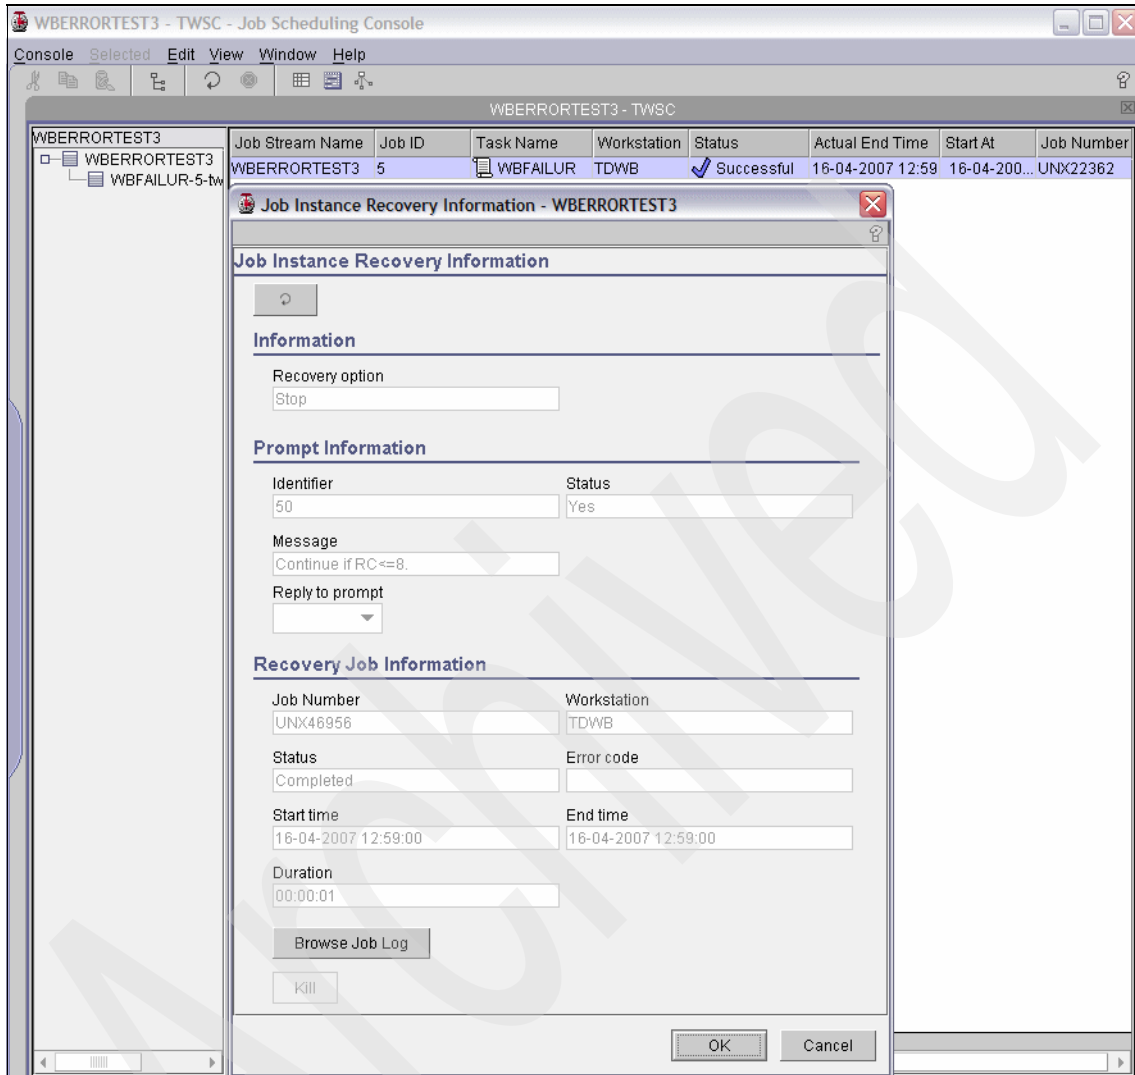 WBERRORTEST3 - TWSC - Job Scheduling Console
Console Selected Edit View Window Help
WBERRORTEST3 - TWSC
WBERRORTEST3
WBERRORTEST3
WBFAILUR-5-tw
Job Stream Name Job ID Task Name Workstation Status Actual End Time Start At Job Number
WBERRORTEST3 5 WBFAILUR TDWB Successful 16-04-2007 12:59 16-04-200... UNX22362
Job Instance Recovery Information - WBERRORTEST3
Job Instance Recovery Information
Information
Recovery option
Stop
Prompt Information
Identifier Status
50 Yes
Message
Continue if RC<=8.
Reply to prompt
Recovery Job Information
Job Number Workstation
UNX46956 TDWB
Status Error code
Completed
Start time End time
16-04-2007 12:59:00 16-04-2007 12:59:00
Duration
00:00:01
Browse Job Log
Kill
OK Cancel
Archived